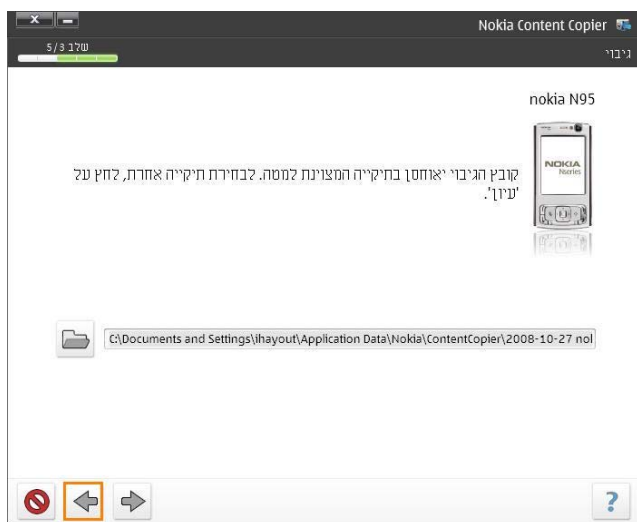 Nokia Content Copier
שלב 5/3
גיבוי
nokia N95
NOKIA
Nseries
קובץ הגיבוי יאוחסן בתיקייה המצוינת למטה. לבחירת תיקייה אחרת, לחץ על
'עיון'.
C:\Documents and Settings\ihayout\Application Data\Nokia\ContentCopier\2008-10-27 nol
?